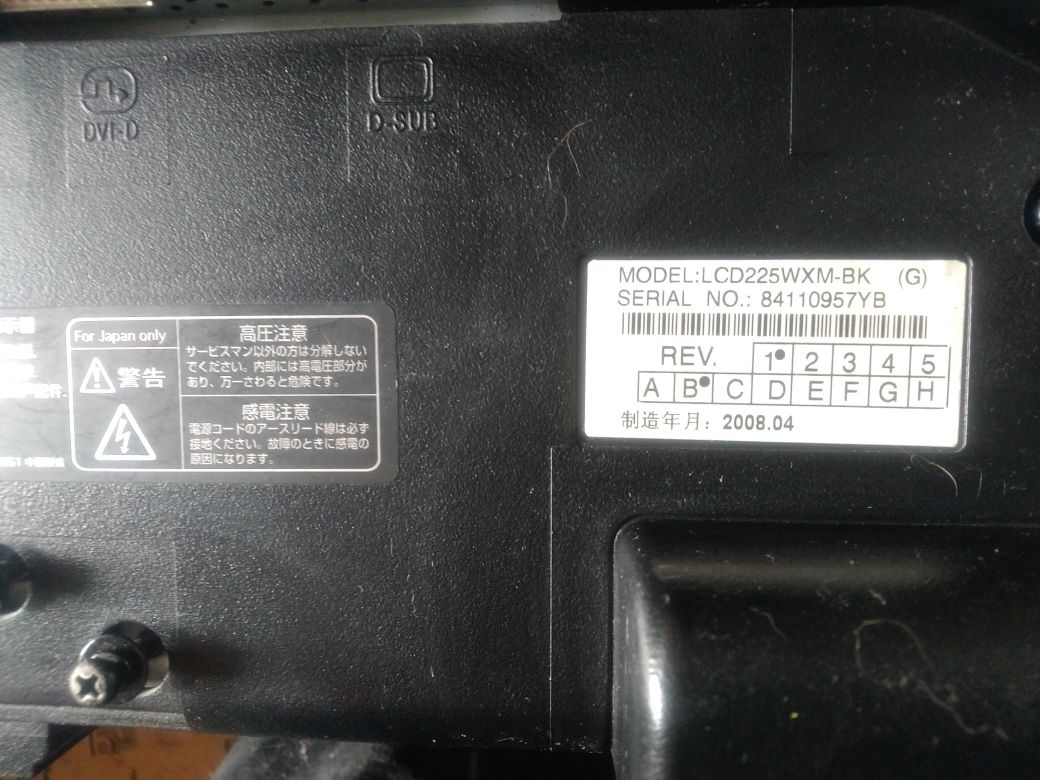 DVI-D
D-SUB
MODEL:LCD225WXM-BK (G)
SERIAL NO.: 84110957YB
REV. 1 2 3 4 5
A B C D E F G H
制造年月: 2008.04
For Japan only
警告
高圧注意
サービスマン以外の方は分解しない
でください。内部には高電圧部分が
あり、万一さわると危険です。
感電注意
電源コードのアースリード線は必ず
接地ください。故障のときに感電の
原因になります。